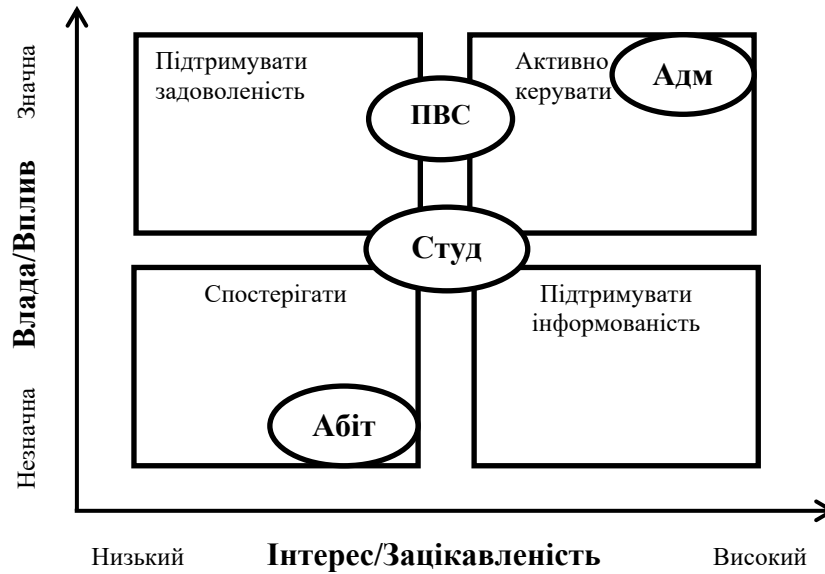 Значна
Влада/Вплив
Незначна
Підтримувати
задоволеність
Активно
керувати
Адм
ПВС
Студ
Спостерігати
Підтримувати
інформованість
Абіт
Низький
Інтерес/Зацікавленість
Високий